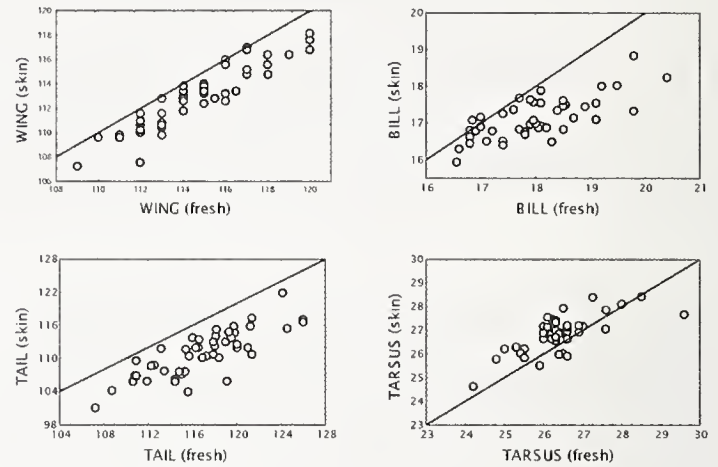 120
118
116
114
112
110
108
106
WING (skin)
108 110 112 114 116 118 120
WING (fresh)
20
19
18
17
16
BILL (skin)
16 17 18 19 20 21
BILL (fresh)
128
122
116
110
104
98
TAIL (skin)
104 108 112 116 120 124 128
TAIL (fresh)
30
29
28
27
26
25
24
23
TARSUS (skin)
23 24 25 26 27 28 29 30
TARSUS (fresh)